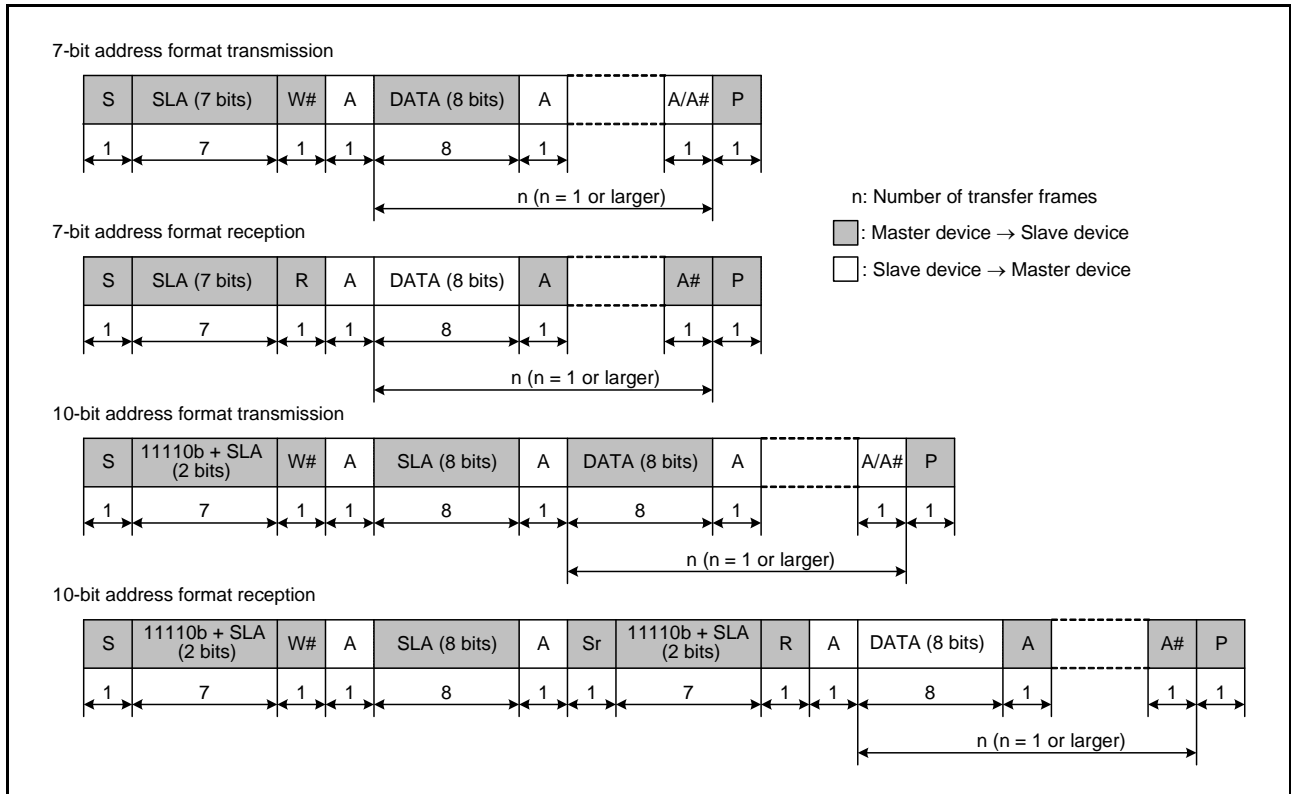 7-bit address format transmission
S SLA (7 bits) W# A DATA (8 bits) A A/A# P
1 7 1 1 8 1 1 1
n (n = 1 or larger)
n: Number of transfer frames
: Master device → Slave device
: Slave device → Master device
7-bit address format reception
S SLA (7 bits) R A DATA (8 bits) A A# P
1 7 1 1 8 1 1 1
n (n = 1 or larger)
10-bit address format transmission
S 11110b + SLA (2 bits) W# A SLA (8 bits) A DATA (8 bits) A A/A# P
1 7 1 1 8 1 8 1 1 1
n (n = 1 or larger)
10-bit address format reception
S 11110b + SLA (2 bits) W# A SLA (8 bits) A Sr 11110b + SLA (2 bits) R A DATA (8 bits) A A# P
1 7 1 1 8 1 1 7 1 1 8 1 1 1
n (n = 1 or larger)